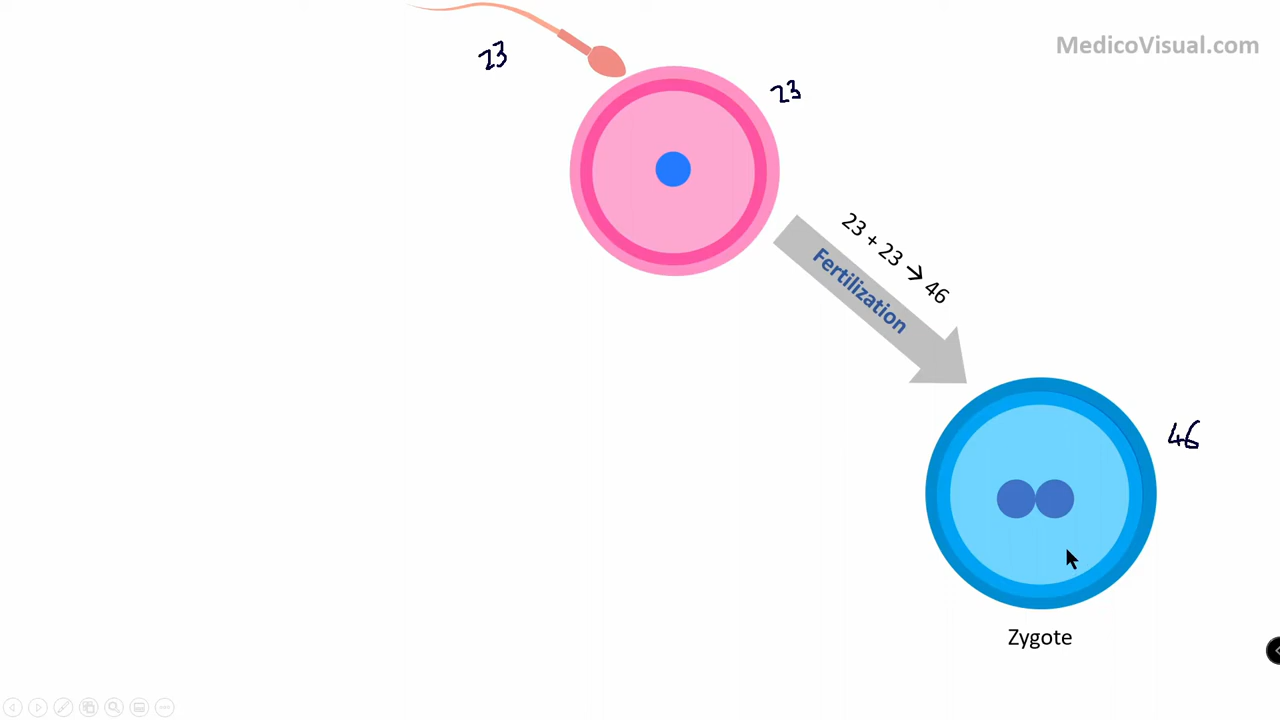 MedicoVisual.com
23
23
23 + 23 → 46
Fertilization
46
Zygote